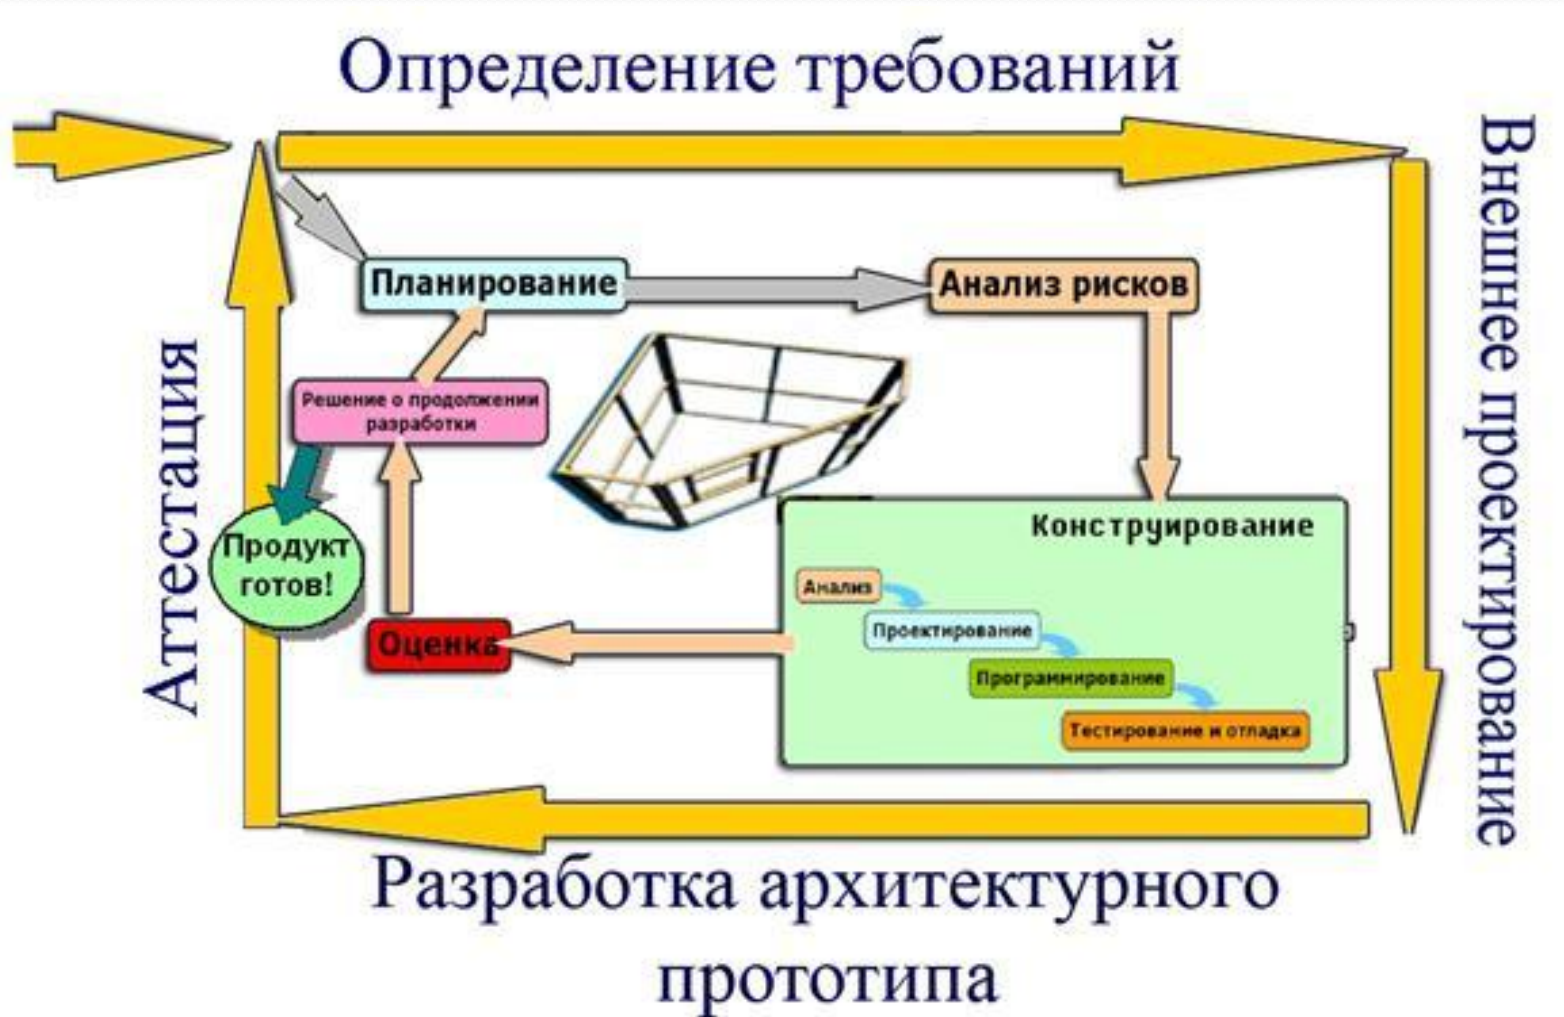 Определение требований
Внешнее проектирование
Планирование
Анализ рисков
Решение о продолжении
разработки
Аттестация
Продукт
готов!
Конструирование
Анализ
Проектирование
Программирование
Тестирование и отладка
Оценка
Разработка архитектурного
прототипа